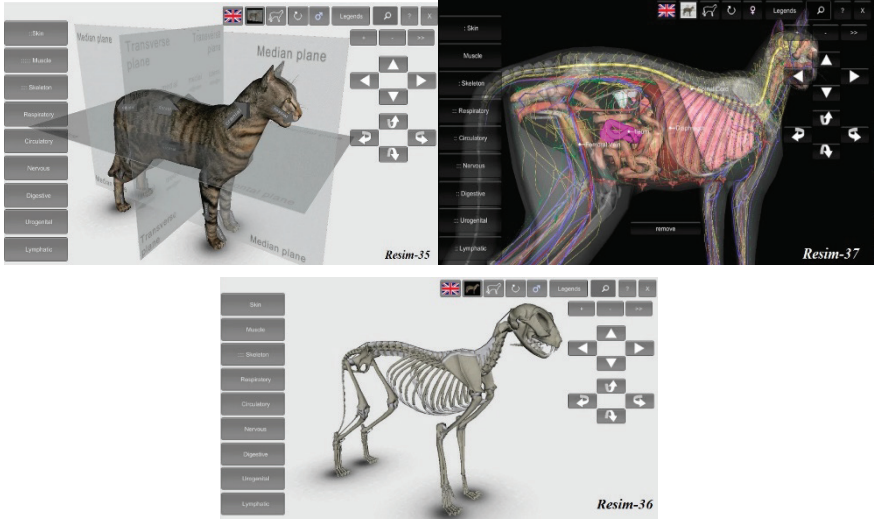 Legends
?
X
:Skin
+
-
>>
:::: Muscle
:: Skeleton
Respiratory
Circulatory
Nervous
Digestive
Urogenital
Lymphatic
Median plane
Transverse
plane
Median plane
Transverse
plane
Median plane
Resim-35
Legends
?
X
: Skin
-
>>
Muscle
: Skeleton
::: Respiratory
:: Circulatory
:: Nervous
:: Digestive
::. Urogenital
:. Lymphatic
Diaphragm
Femoral vein
remove
Resim-37
Legends
?
X
Skin
+
-
>>
Muscle
:::: Skeleton
Respiratory
Circulatory
Nervous
Digestive
Urogenital
Lymphatic
Resim-36